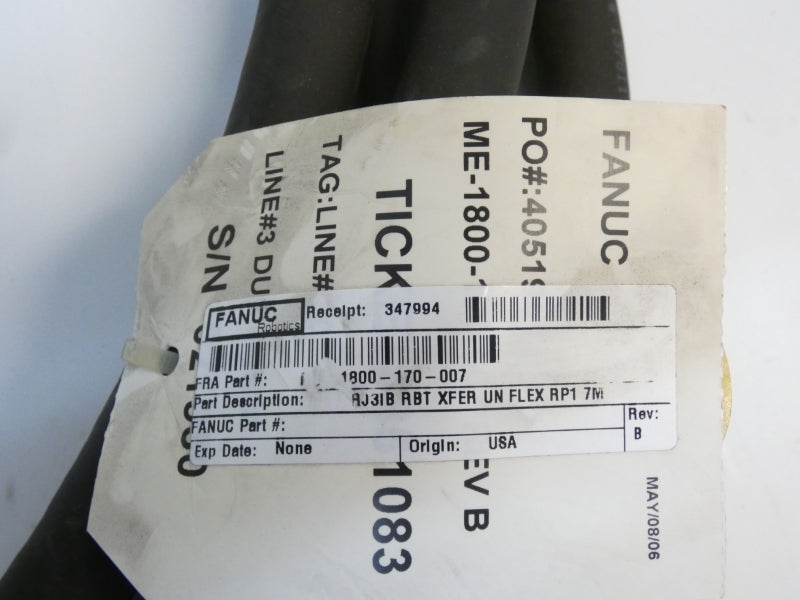 FANUC
Robotics
Receipt: 347994
FRA Part #: 1800-170-007
Part Description: RJ3IB RBT XFER UN FLEX RP1 7M
FANUC Part #:
Rev:
B
Exp Date: None
Origin: USA
FANUC
PO#:4051
ME-1800-
EV B
TICK
1083
TAG:LINE#
LINE#3 DU
S/N
MAY/08/06